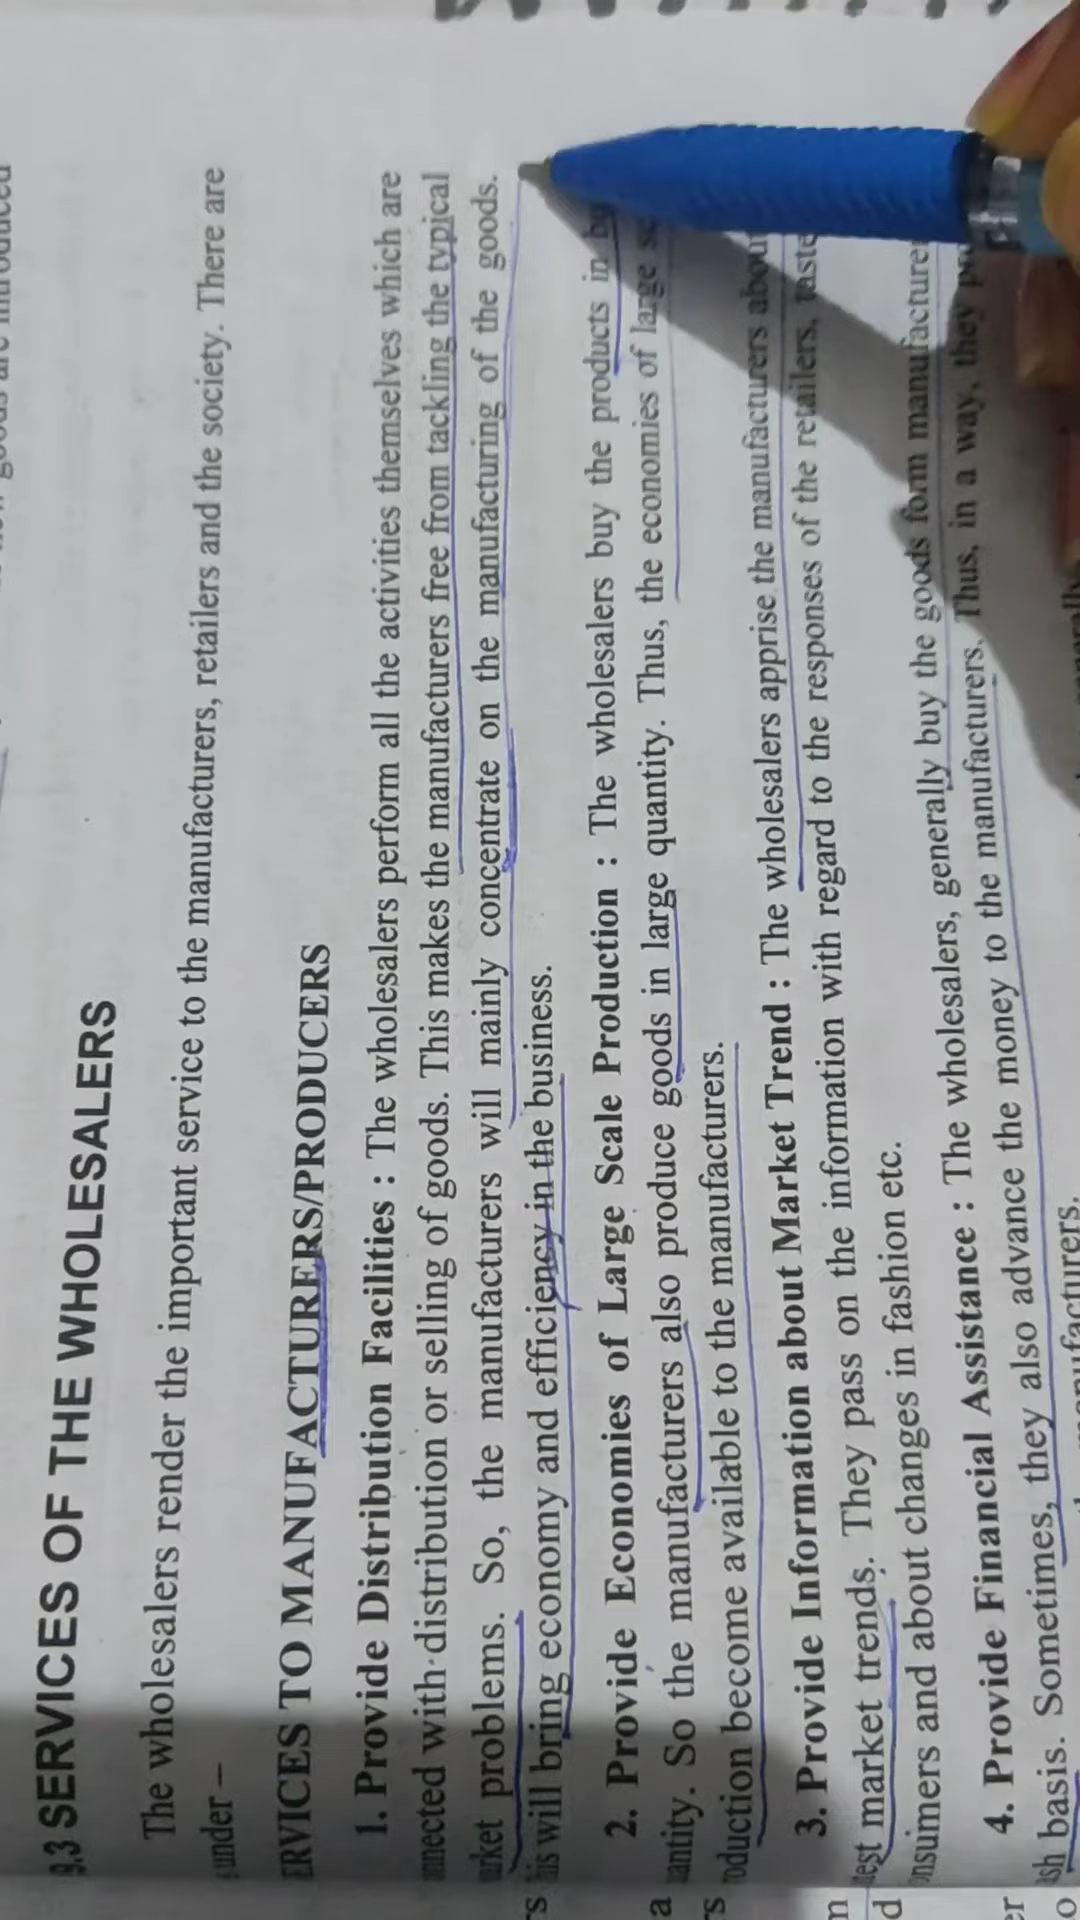 9.3 SERVICES OF THE WHOLESALERS
The wholesalers render the important service to the manufacturers, retailers and the society. There are
under –
ERVICES TO MANUFACTURERS/PRODUCERS
1. Provide Distribution Facilities : The wholesalers perform all the activities themselves which are
nnected with distribution or selling of goods. This makes the manufacturers free from tackling the typical
arket problems. So, the manufacturers will mainly concentrate on the manufacturing of the goods.
his will bring economy and efficiency in the business.
2. Provide Economies of Large Scale Production : The wholesalers buy the products in
uantity. So the manufacturers also produce goods in large quantity. Thus, the economies of large
roduction become available to the manufacturers.
3. Provide Information about Market Trend : The wholesalers apprise the manufacturers about
test market trends. They pass on the information with regard to the responses of the retailers, taste
onsumers and about changes in fashion etc.
4. Provide Financial Assistance : The wholesalers, generally buy the goods form manufacture
ash basis. Sometimes, they also advance the money to the manufacturers. Thus, in a way, they